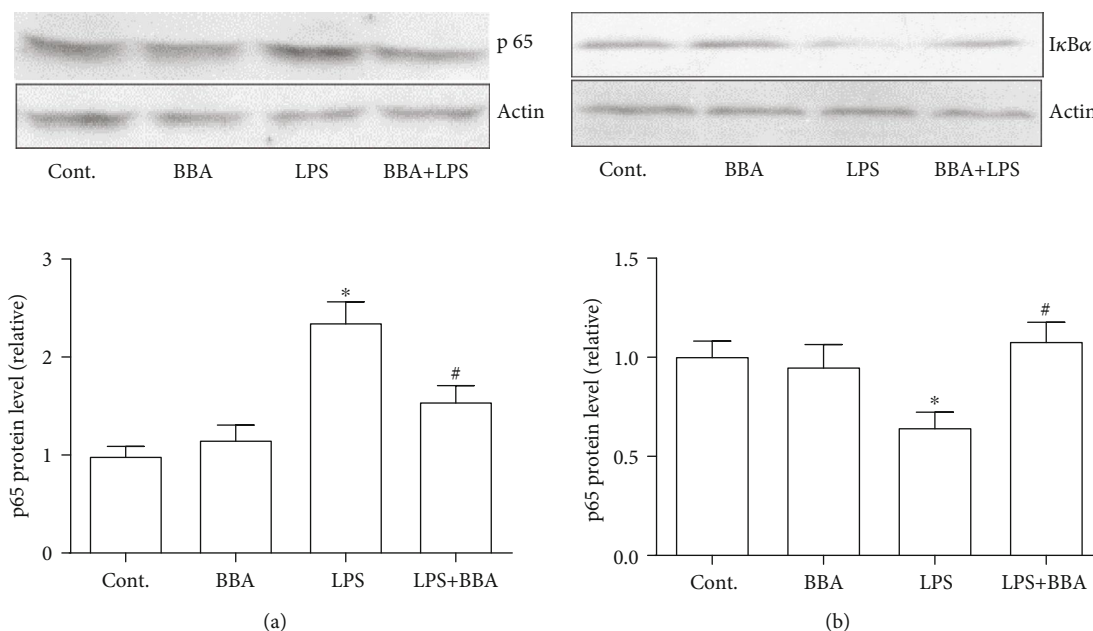 p 65
Actin
Cont. BBA LPS BBA+LPS
IκBα
Actin
Cont. BBA LPS BBA+LPS
p65 protein level (relative)
3
2
1
0
*
#
Cont. BBA LPS LPS+BBA
(a)
p65 protein level (relative)
1.5
1.0
0.5
0.0
*
#
Cont. BBA LPS LPS+BBA
(b)